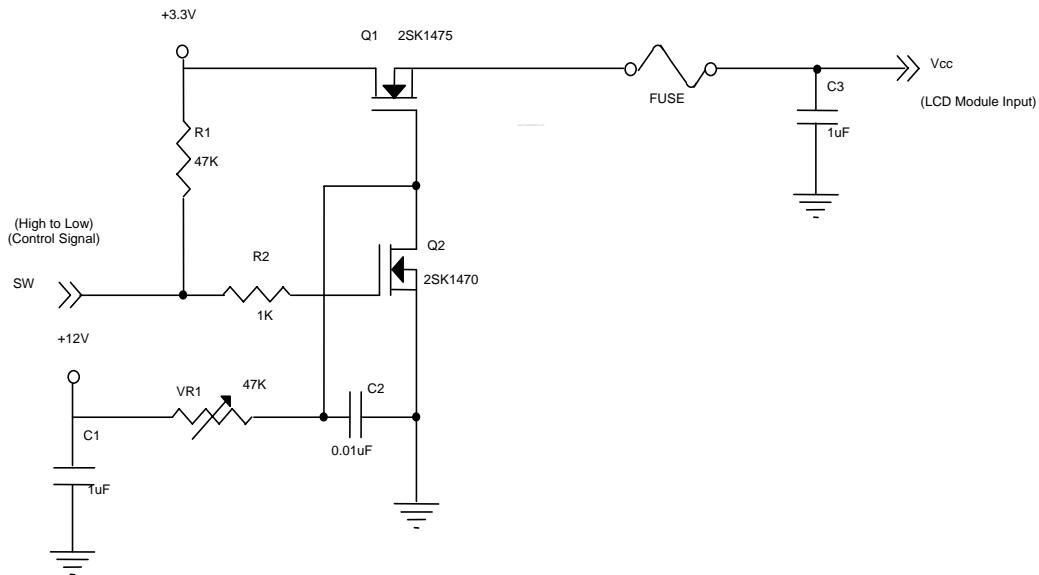 +3.3V
Q1 2SK1475
Vcc
FUSE
C3
(LCD Module Input)
R1
1uF
47K
(High to Low)
(Control Signal)
Q2
R2
SW
2SK1470
1K
+12V
VR1
47K
C2
C1
0.01uF
1uF